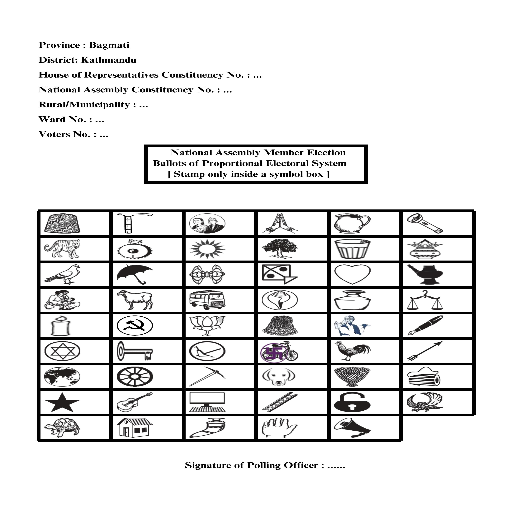 Province : Bagmati
District: Kathmandu
House of Representatives Constituency No. : ...
National Assembly Constituency No. : ...
Rural/Municipality : ...
Ward No. : ...
Voters No. : ...
National Assembly Member Election
Ballots of Proportional Electoral System
[ Stamp only inside a symbol box ]
Signature of Polling Officer : ......